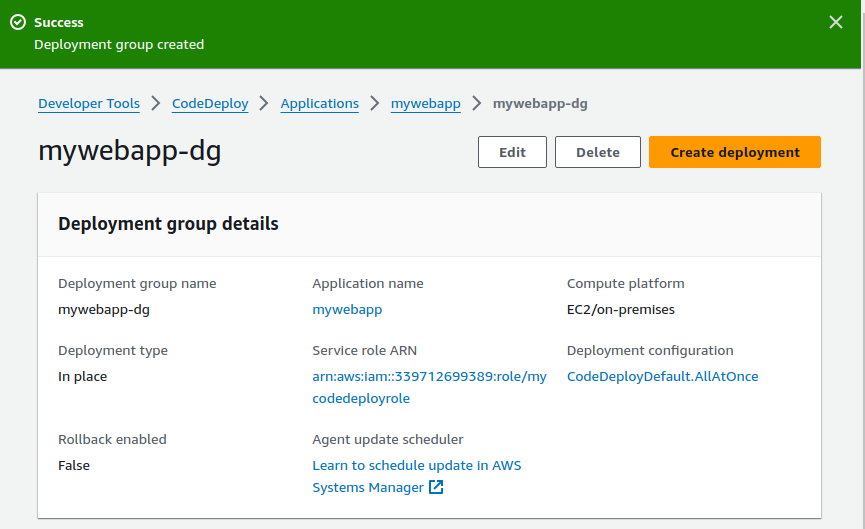 Success
Deployment group created
Developer Tools > CodeDeploy > Applications > mywebapp > mywebapp-dg
mywebapp-dg
Edit
Delete
Create deployment
Deployment group details
Deployment group name
mywebapp-dg
Application name
mywebapp
Compute platform
EC2/on-premises
Deployment type
In place
Service role ARN
arn:aws:iam::339712699389:role/my
codedeployrole
Deployment configuration
CodeDeployDefault.AllAtOnce
Rollback enabled
False
Agent update scheduler
Learn to schedule update in AWS
Systems Manager